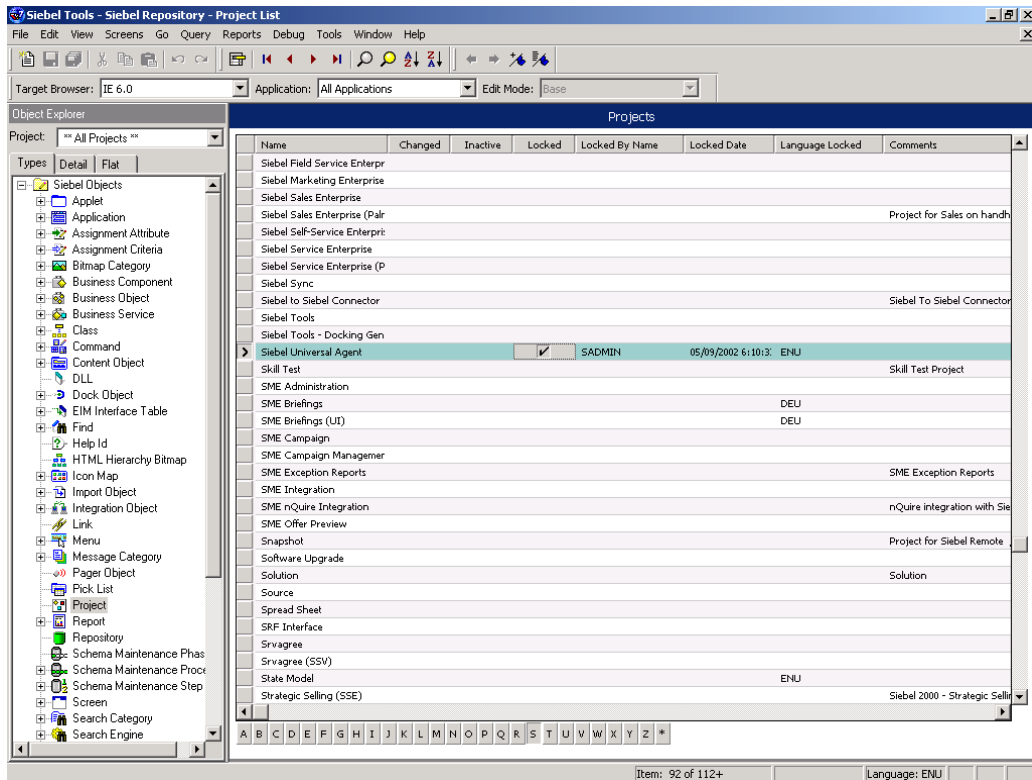 Siebel Tools - Siebel Repository - Project List
File Edit View Screens Go Query Reports Debug Tools Window Help
Target Browser: IE 6.0 Application: All Applications Edit Mode: Base
Object Explorer
Projects
Project: ** All Projects **
Types Detail Flat
Siebel Objects
Applet
Application
Assignment Attribute
Assignment Criteria
Bitmap Category
Business Component
Business Object
Business Service
Class
Command
Content Object
DLL
Dock Object
EIM Interface Table
Find
Help Id
HTML Hierarchy Bitmap
Icon Map
Import Object
Integration Object
Link
Menu
Message Category
Pager Object
Pick List
Project
Report
Repository
Schema Maintenance Phas
Schema Maintenance Proce
Schema Maintenance Step
Screen
Search Category
Search Engine
Name Changed Inactive Locked Locked By Name Locked Date Language Locked Comments
Siebel Field Service Enterpr
Siebel Marketing Enterprise
Siebel Sales Enterprise
Siebel Sales Enterprise (Palr Project for Sales on handh
Siebel Self-Service Enterpri:
Siebel Service Enterprise
Siebel Service Enterprise (P
Siebel Sync
Siebel to Siebel Connector Siebel To Siebel Connector
Siebel Tools
Siebel Tools - Docking Gen
Siebel Universal Agent SADMIN 05/09/2002 6:10:3: ENU
Skill Test Skill Test Project
SME Administration
SME Briefings DEU
SME Briefings (UI) DEU
SME Campaign
SME Campaign Managemer
SME Exception Reports SME Exception Reports
SME Integration
SME nQuire Integration nQuire integration with Sie
SME Offer Preview
Snapshot Project for Siebel Remote
Software Upgrade
Solution Solution
Source
Spread Sheet
SRF Interface
Srvagree
Srvagree (SSV)
State Model ENU
Strategic Selling (SSE) Siebel 2000 - Strategic Sellir
A B C D E F G H I J K L M N O P Q R S T U V W X Y Z *
Item: 92 of 112+ Language: ENU